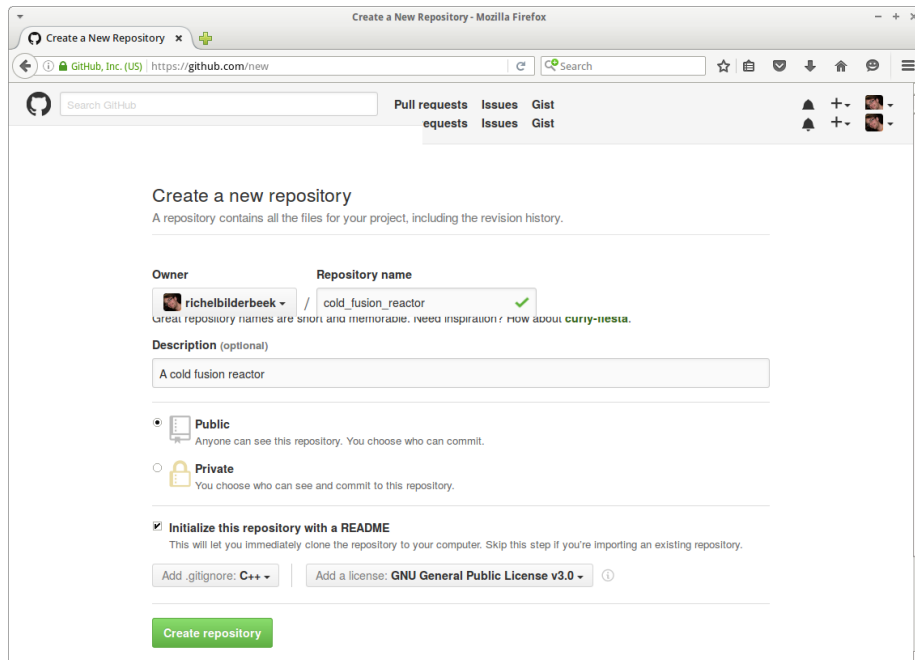 Create a New Repository - Mozilla Firefox
Create a New Repository
GitHub, Inc. (US) https://github.com/new Search
Search GitHub Pull requests Issues Gist
equests Issues Gist
Create a new repository
A repository contains all the files for your project, including the revision history.
Owner Repository name
richelbilderbeek / cold_fusion_reactor
Great repository names are short and memorable. Need inspiration? How about curly-fiesta.
Description (optional)
A cold fusion reactor
Public
Anyone can see this repository. You choose who can commit.
Private
You choose who can see and commit to this repository.
Initialize this repository with a README
This will let you immediately clone the repository to your computer. Skip this step if you're importing an existing repository.
Add .gitignore: C++ Add a license: GNU General Public License v3.0
Create repository